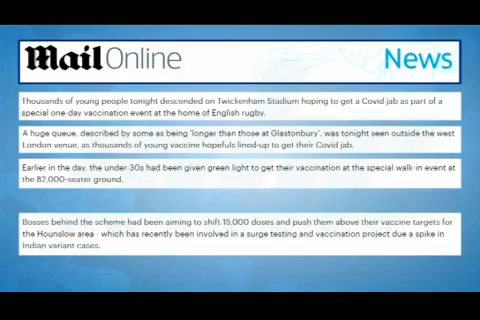 Mail Online News
Thousands of young people tonight descended on Twickenham Stadium hoping to get a Covid jab as part of a
special one-day vaccination event at the home of English rugby.
A huge queue, described by some as being 'longer than those at Glastonbury', was tonight seen outside the west
London venue, as thousands of young vaccine hopefuls lined-up to get their Covid jab.
Earlier in the day, the under-30s had been given green light to get their vaccination at the special walk-in event at
the 82,000-seater ground.
Bosses behind the scheme had been aiming to shift 15,000 doses and push them above their vaccine targets for
the Hounslow area - which has recently been involved in a surge testing and vaccination project due a spike in
Indian variant cases.